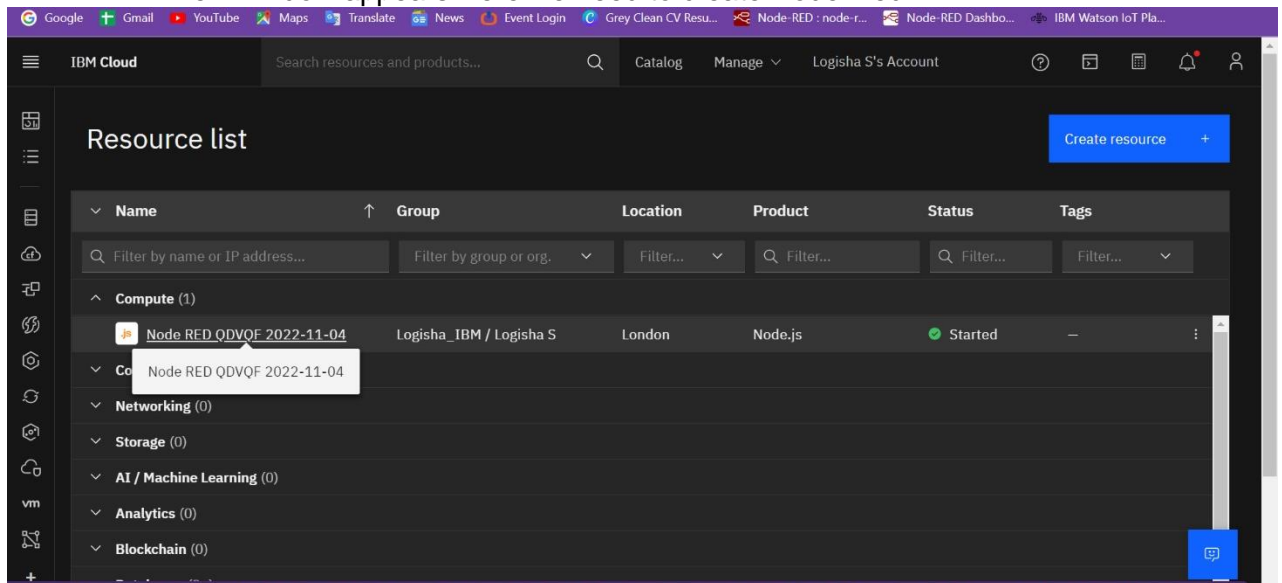 Google Gmail YouTube Maps Translate News Event Login Grey Clean CV Resu... Node-RED : node-r... Node-RED Dashbo... IBM Watson IoT Pla...
IBM Cloud Search resources and products... Catalog Manage Logisha S's Account
Resource list
Create resource +
Name Group Location Product Status Tags
Filter by name or IP address... Filter by group or org. Filter... Filter... Filter... Filter...
Compute (1)
Node RED QDVQF 2022-11-04 Logisha_IBM / Logisha S London Node.js Started –
Co
Node RED QDVQF 2022-11-04
Networking (0)
Storage (0)
AI / Machine Learning (0)
Analytics (0)
Blockchain (0)
vm